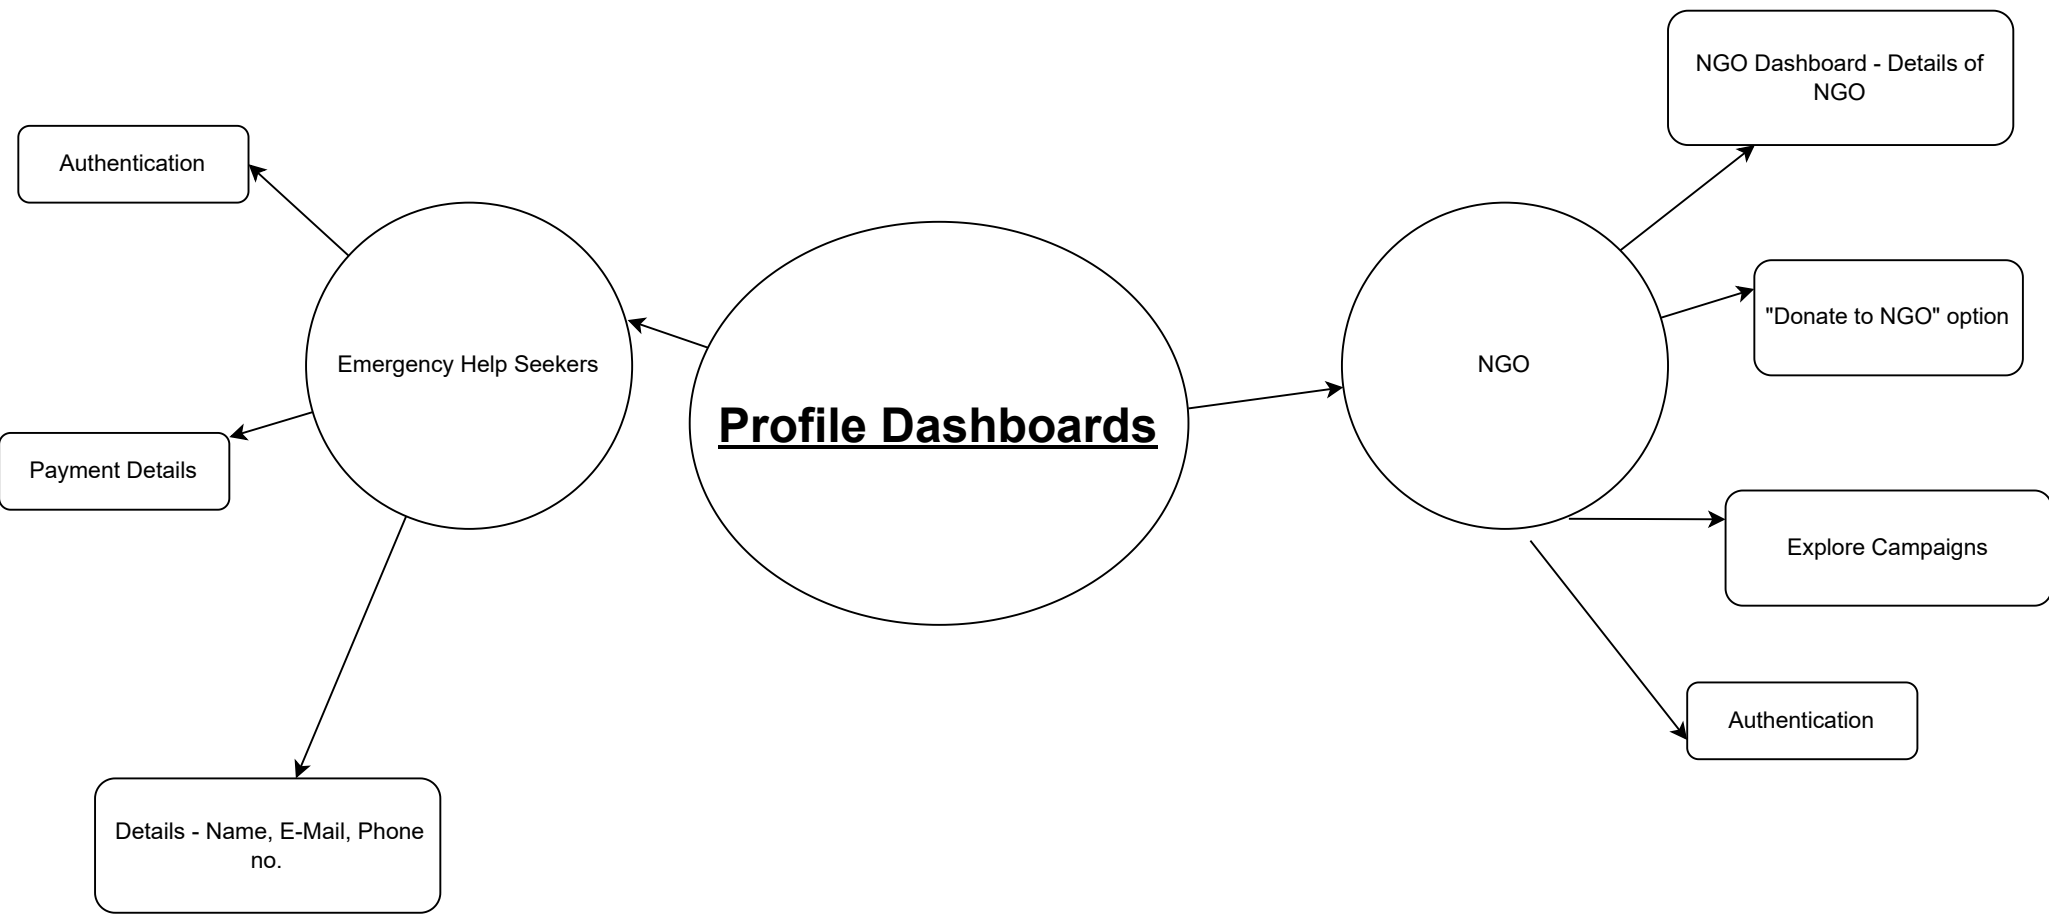 NGO Dashboard - Details of
NGO
Authentication
"Donate to NGO" option
Emergency Help Seekers
NGO
Profile Dashboards
Payment Details
Explore Campaigns
Authentication
Details - Name, E-Mail, Phone
no.